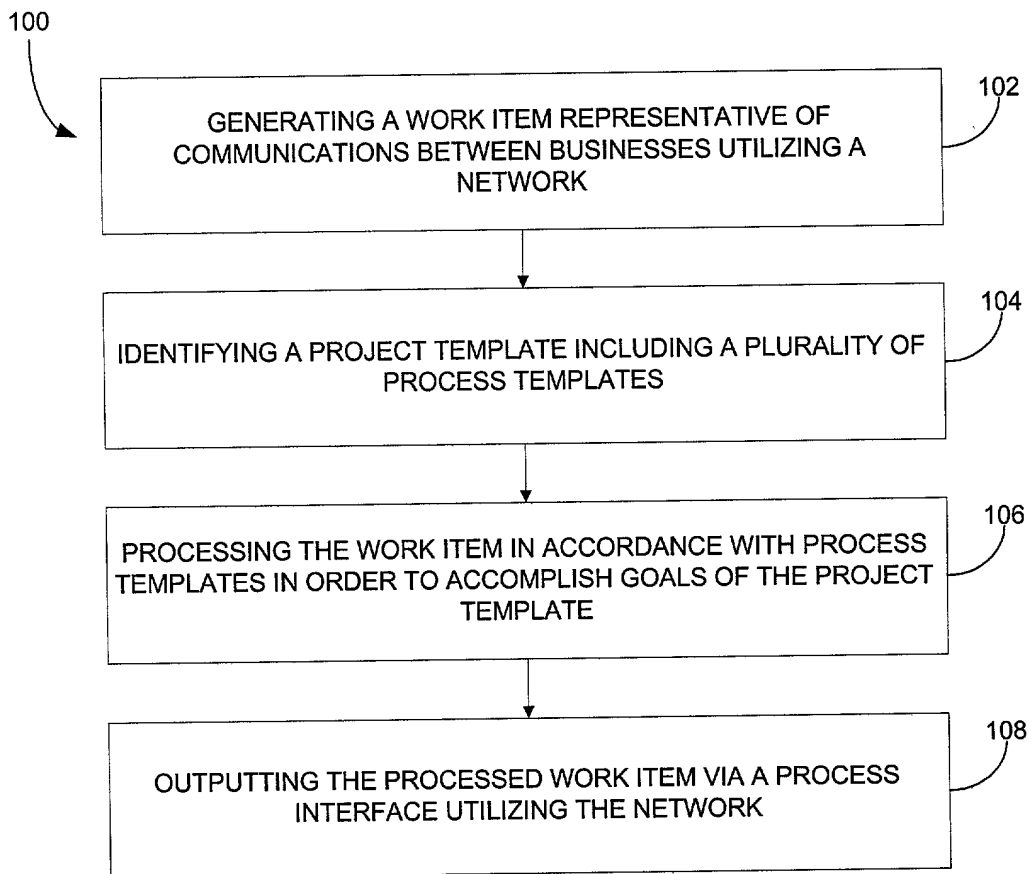 100
102
GENERATING A WORK ITEM REPRESENTATIVE OF
COMMUNICATIONS BETWEEN BUSINESSES UTILIZING A
NETWORK
104
IDENTIFYING A PROJECT TEMPLATE INCLUDING A PLURALITY OF
PROCESS TEMPLATES
106
PROCESSING THE WORK ITEM IN ACCORDANCE WITH PROCESS
TEMPLATES IN ORDER TO ACCOMPLISH GOALS OF THE PROJECT
TEMPLATE
108
OUTPUTTING THE PROCESSED WORK ITEM VIA A PROCESS
INTERFACE UTILIZING THE NETWORK